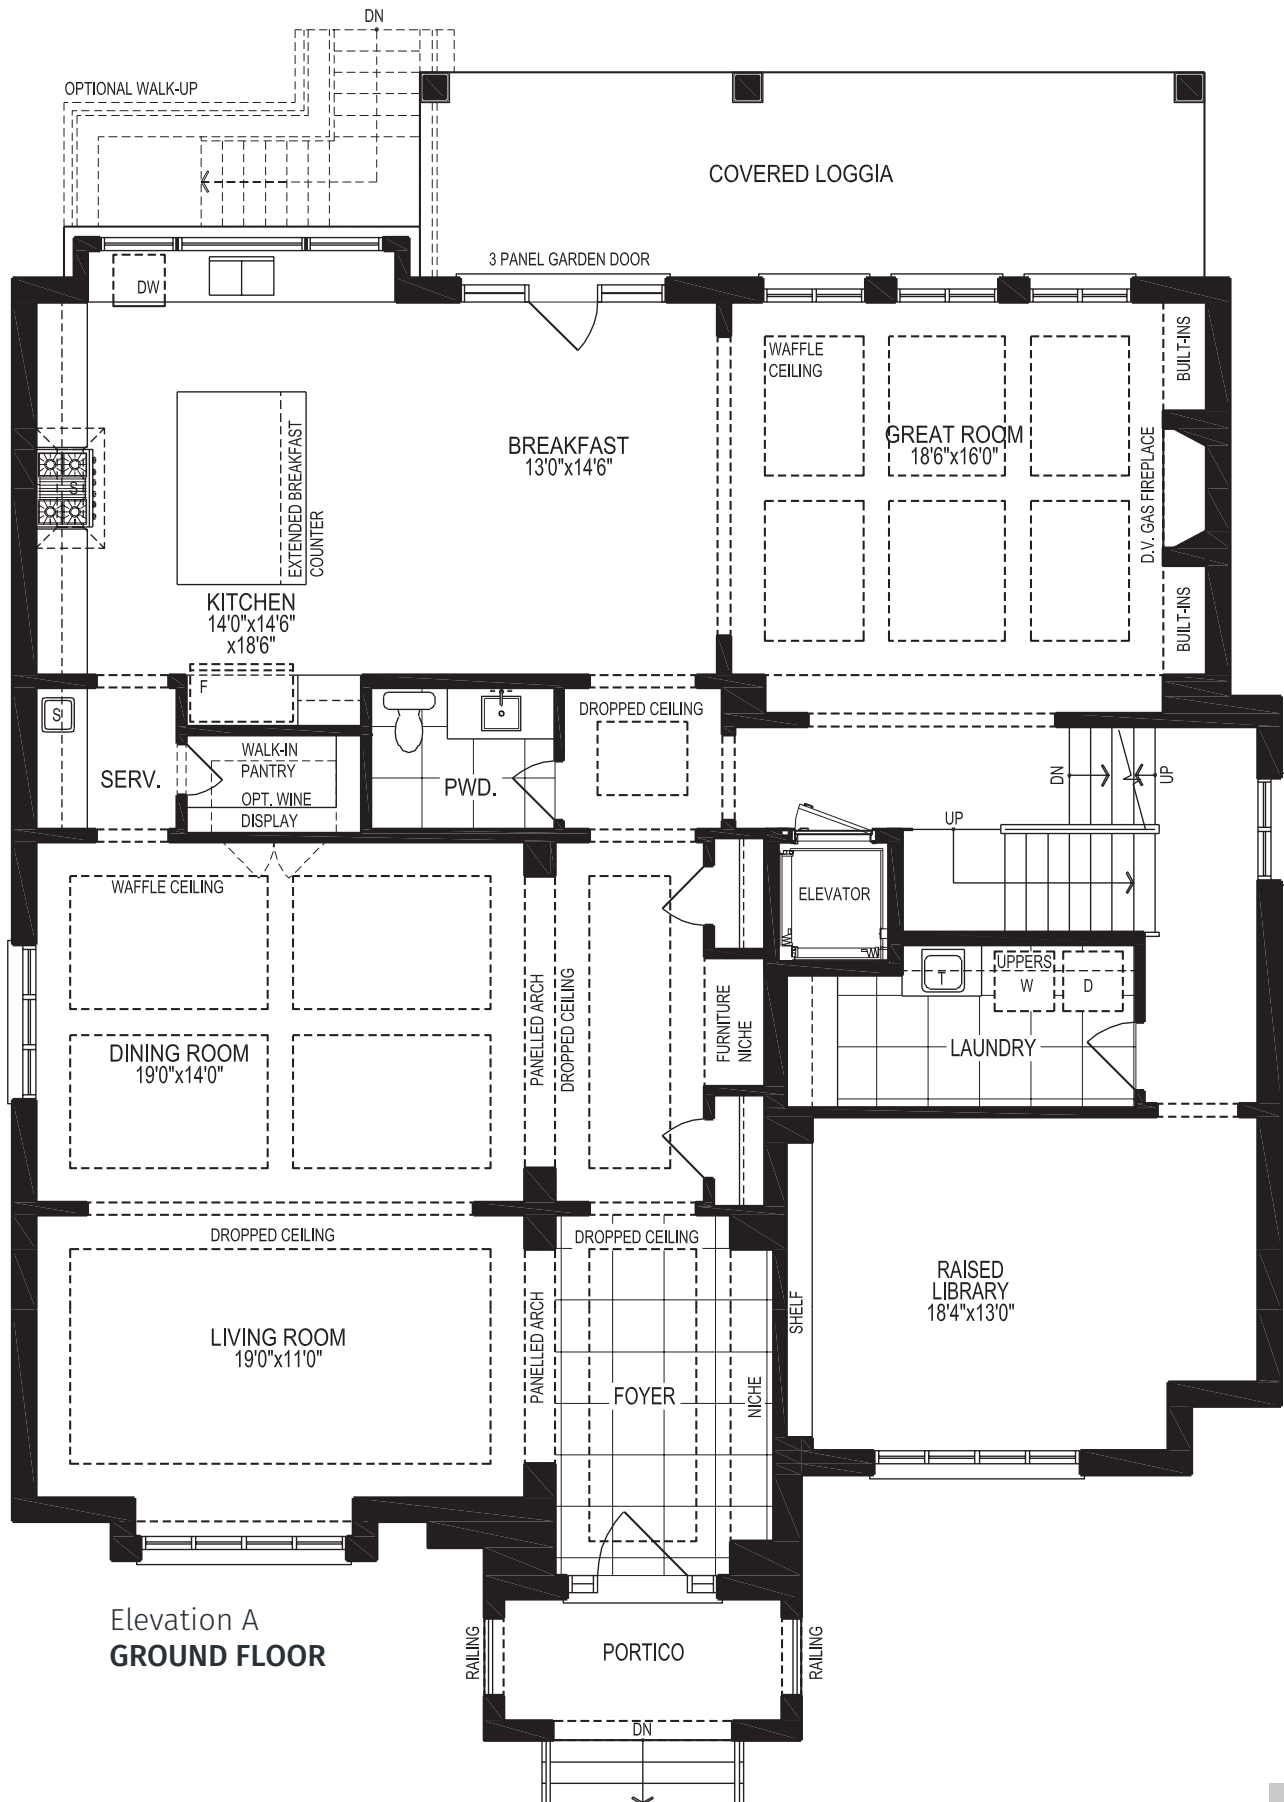 DN
OPTIONAL WALK-UP
COVERED LOGGIA
3 PANEL GARDEN DOOR
DW
WAFFLE
CEILING
BUILT-INS
GREAT ROOM
18'6"x16'0"
D.V. GAS FIREPLACE
BUILT-INS
BREAKFAST
13'0"x14'6"
EXTENDED BREAKFAST
COUNTER
S
KITCHEN
14'0"x14'6"
x18'6"
F
S
SERV.
WALK-IN
PANTRY
OPT. WINE
DISPLAY
PWD.
DROPPED CEILING
DN
UP
UP
ELEVATOR
WAFFLE CEILING
DINING ROOM
19'0"x14'0"
PANELLED ARCH
DROPPED CEILING
FURNITURE
NICHE
T
UPPERS
W
D
LAUNDRY
DROPPED CEILING
LIVING ROOM
19'0"x11'0"
PANELLED ARCH
DROPPED CEILING
FOYER
NICHE
SHELF
RAISED
LIBRARY
18'4"x13'0"
Elevation A
GROUND FLOOR
RAILING
PORTICO
RAILING
DN